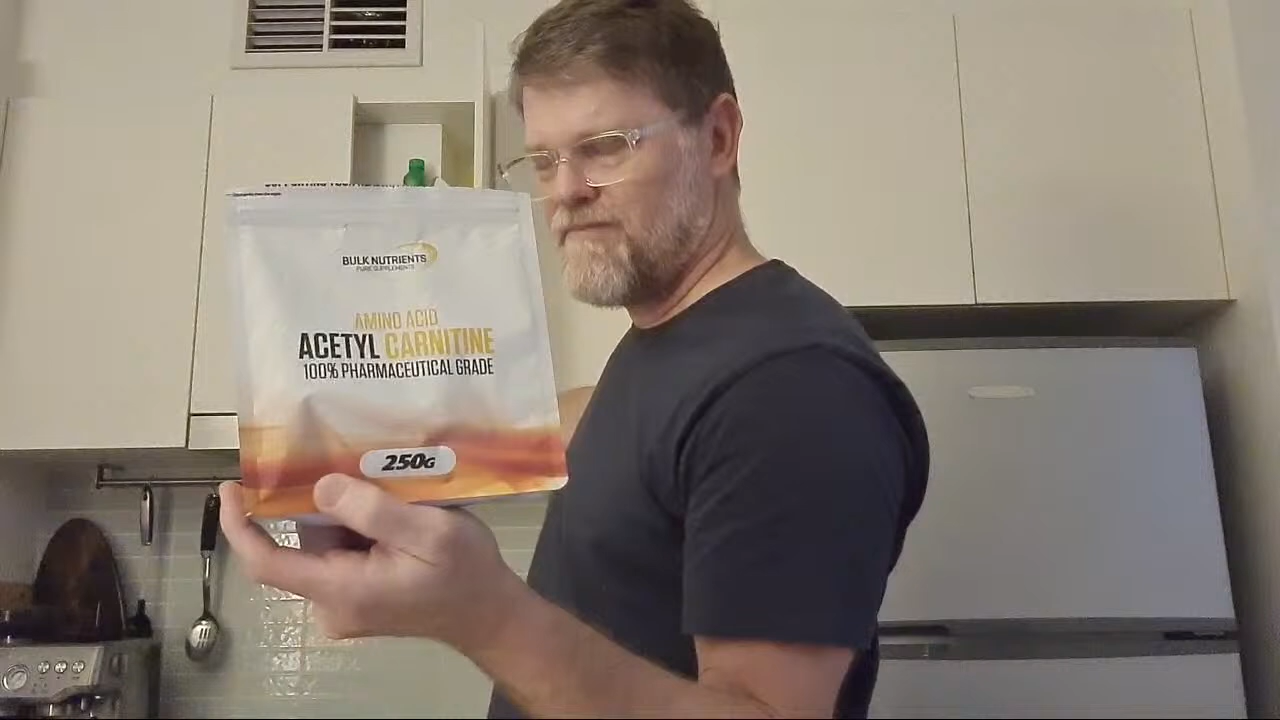 BULK NUTRIENTS
PURE SUPPLEMENTS
AMINO ACID
ACETYL CARNITINE
100% PHARMACEUTICAL GRADE
250G